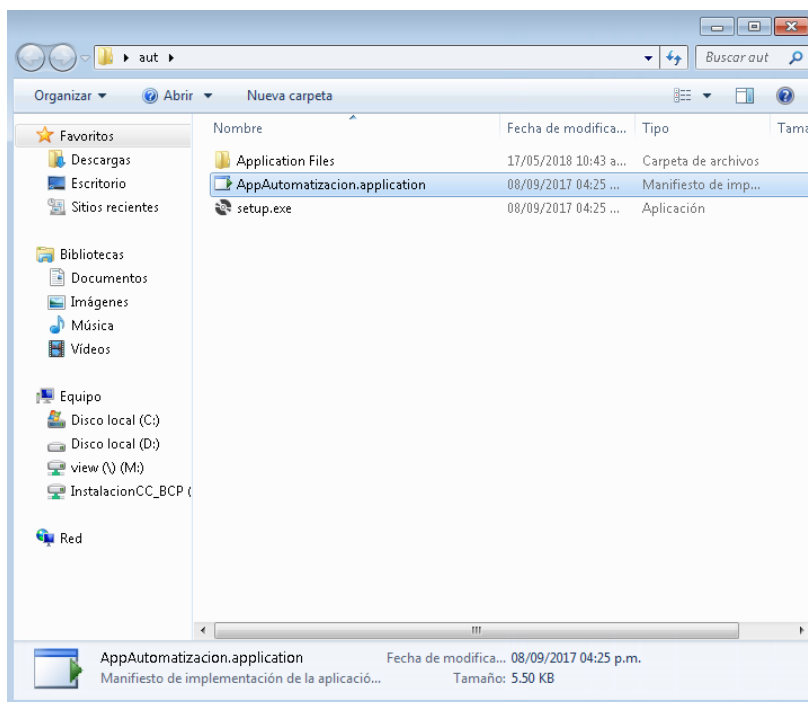 aut
Buscar aut
Organizar Abrir Nueva carpeta
Nombre Fecha de modifica... Tipo Tama
Favoritos
Descargas
Escritorio
Sitios recientes
Bibliotecas
Documentos
Imágenes
Música
Vídeos
Equipo
Disco local (C:)
Disco local (D:)
view (\) (M:)
InstalacionCC_BCP (
Red
Application Files 17/05/2018 10:43 a... Carpeta de archivos
AppAutomatizacion.application 08/09/2017 04:25 ... Manifiesto de imp...
setup.exe 08/09/2017 04:25 ... Aplicación
AppAutomatizacion.application Fecha de modifica... 08/09/2017 04:25 p.m.
Manifiesto de implementación de la aplicació... Tamaño: 5.50 KB